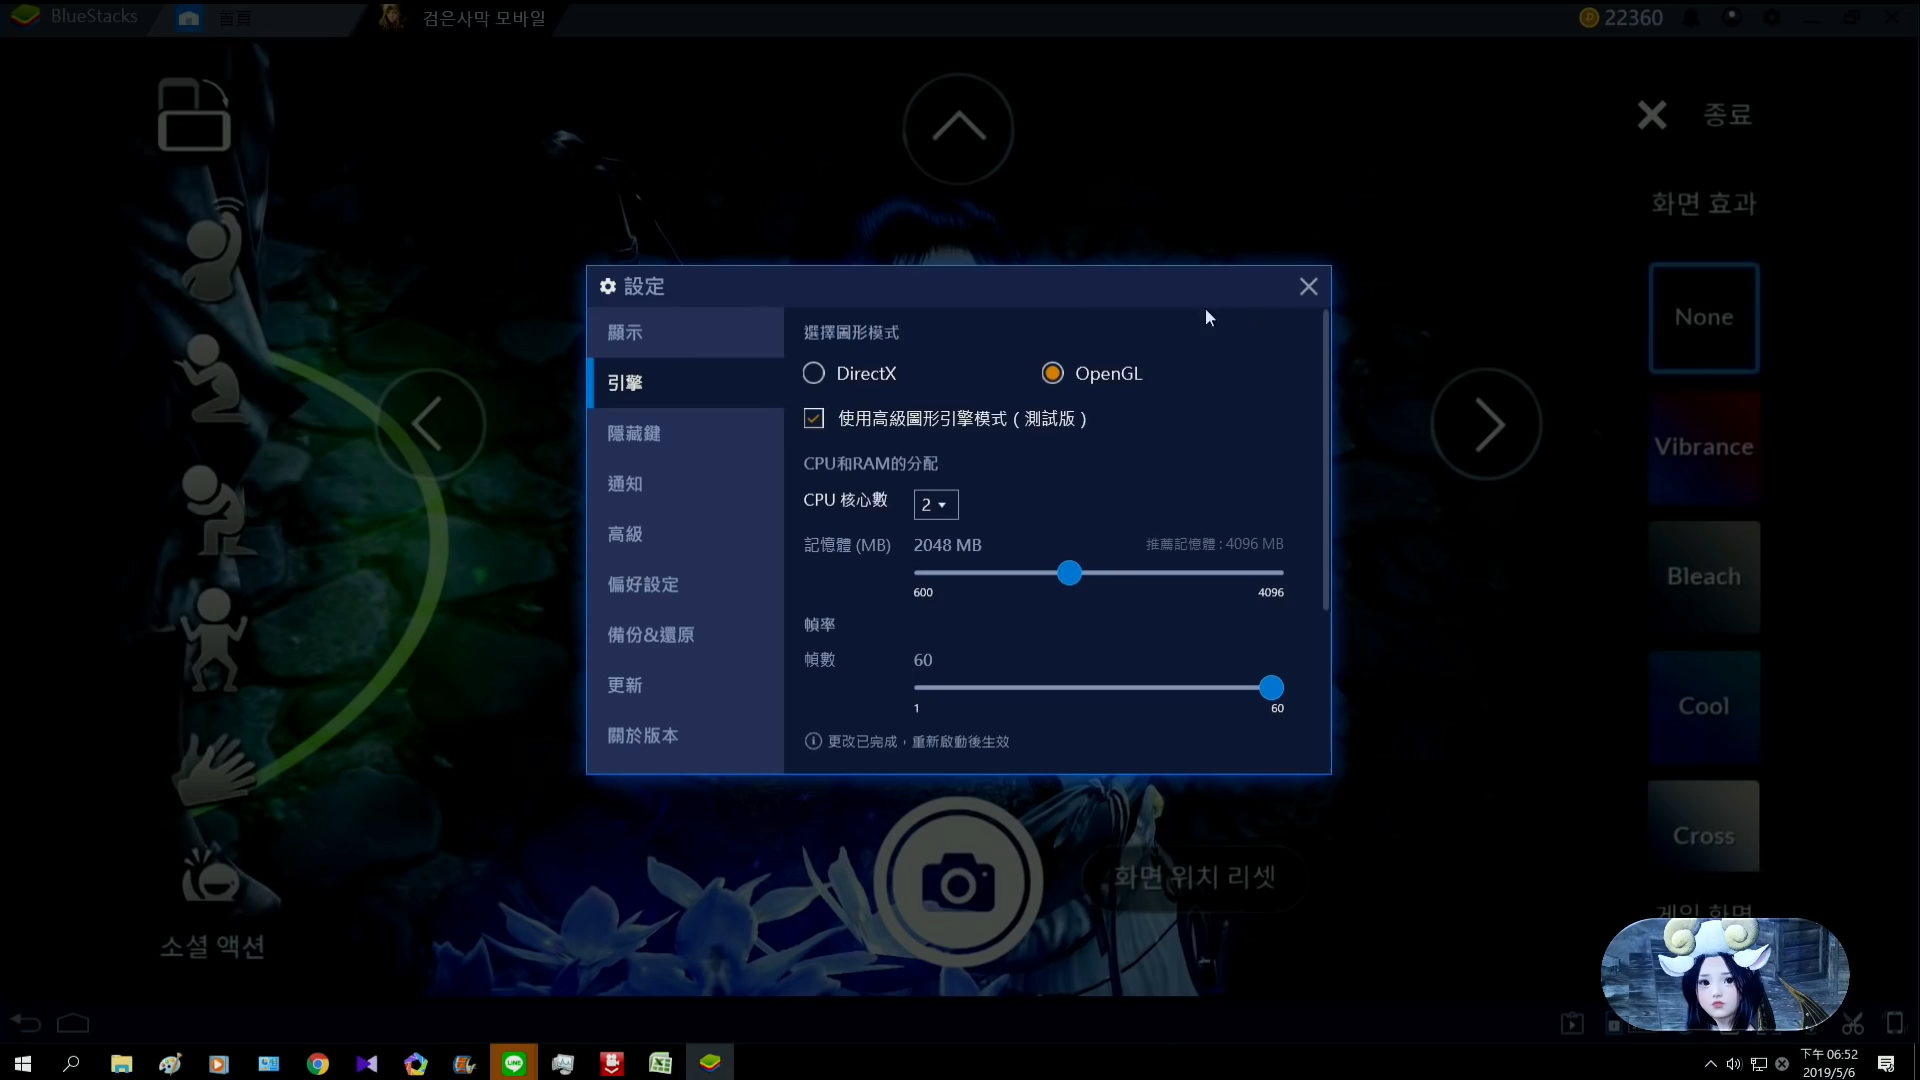 BlueStacks
首頁
검은사막 모바일
22360
종료
화면 효과
None
Vibrance
Bleach
Cool
Cross
設定
顯示
引擎
隱藏鍵
通知
高級
偏好設定
備份&還原
更新
關於版本
選擇圖形模式
DirectX
OpenGL
使用高級圖形引擎模式 ( 測試版 )
CPU和RAM的分配
CPU 核心數
2
記憶體 (MB)
2048 MB
推薦記憶體 : 4096 MB
600
4096
幀率
幀數
60
1
60
更改已完成，重新啟動後生效
화면 위치 리셋
소셜 액션
LINE
下午 06:52
2019/5/6